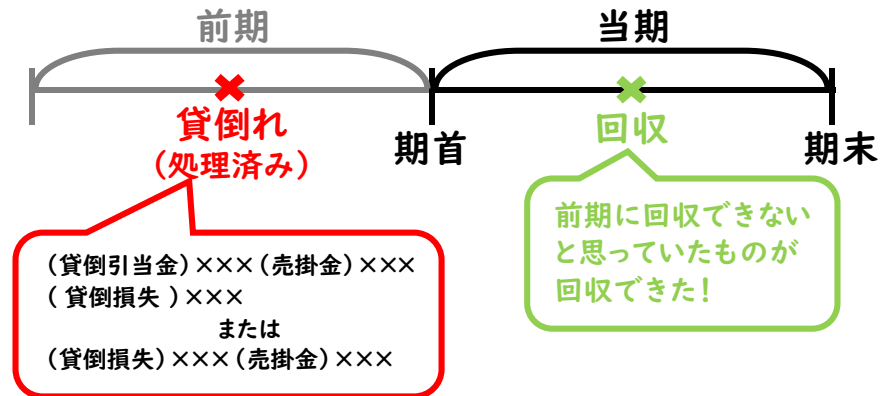 前期
当期
貸倒れ
(処理済み)
期首
回収
期末
(貸倒引当金)×××(売掛金)×××
( 貸倒損失 )×××
または
(貸倒損失)×××(売掛金)×××
前期に回収できない
と思っていたものが
回収できた!